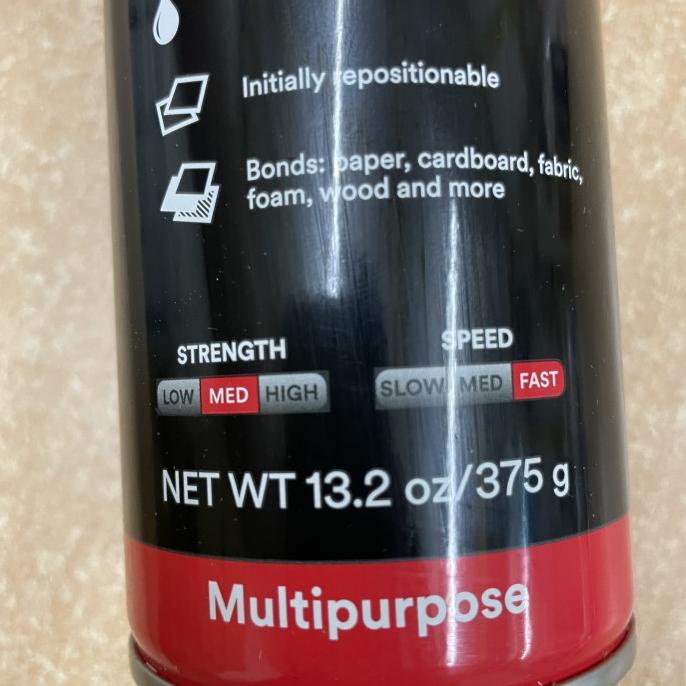 Initially repositionable
Bonds: paper, cardboard, fabric,
foam, wood and more
STRENGTH
LOW MED HIGH
SPEED
SLOW MED FAST
NET WT 13.2 oz/375 g
Multipurpose